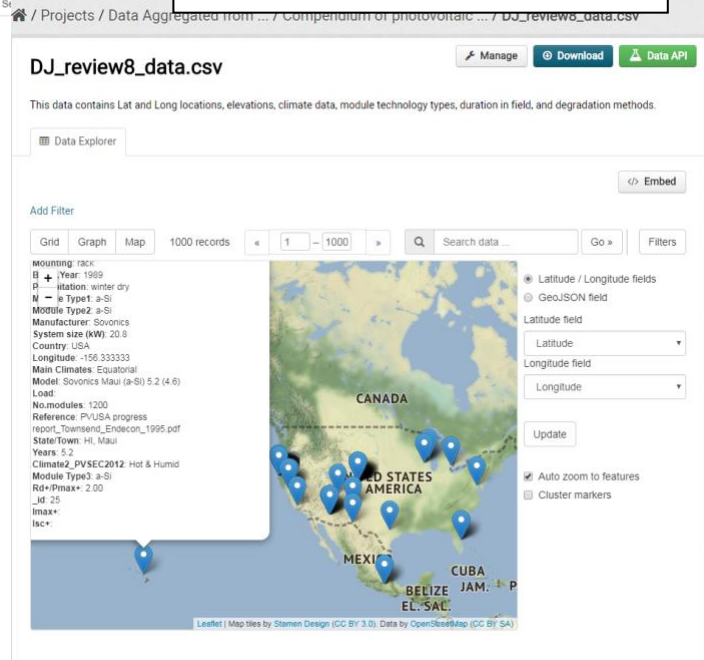 / Projects / Data Aggregated from ... / Compendium of photovoltaic ... / DJ_review8_data.csv
DJ_review8_data.csv
Manage
Download
Data API
This data contains Lat and Long locations, elevations, climate data, module technology types, duration in field, and degradation methods.
Data Explorer
</> Embed
Add Filter
Grid Graph Map 1000 records « 1 – 1000 » Search data ... Go » Filters
Mounting: rack
Year: 1989
winter dry
Type1: a-Si
Module Type2: a-Si
Manufacturer: Sovonics
System size (kW): 20.8
Country: USA
Longitude: -156.333333
Main Climates: Equatorial
Model: Sovonics Maui (a-Si) 5.2 (4.6)
Load:
No.modules: 1200
Reference: PVUSA progress
report_Townsend_Endecon_1995.pdf
State/Town: HI, Maui
Years: 5.2
Climate2_PVSEC2012: Hot & Humid
Module Type3: a-Si
Rd+/Pmax+: 2.00
_id: 25
Imax+:
Isc+:
+
−
CANADA
STATES
AMERICA
CUBA
JAM.
BELIZE
EL. SAL.
Leaflet | Map tiles by Stamen Design (CC BY 3.0). Data by OpenStreetMap (CC BY SA)
Latitude / Longitude fields
GeoJSON field
Latitude field
Latitude
Longitude field
Longitude
Update
Auto zoom to features
Cluster markers